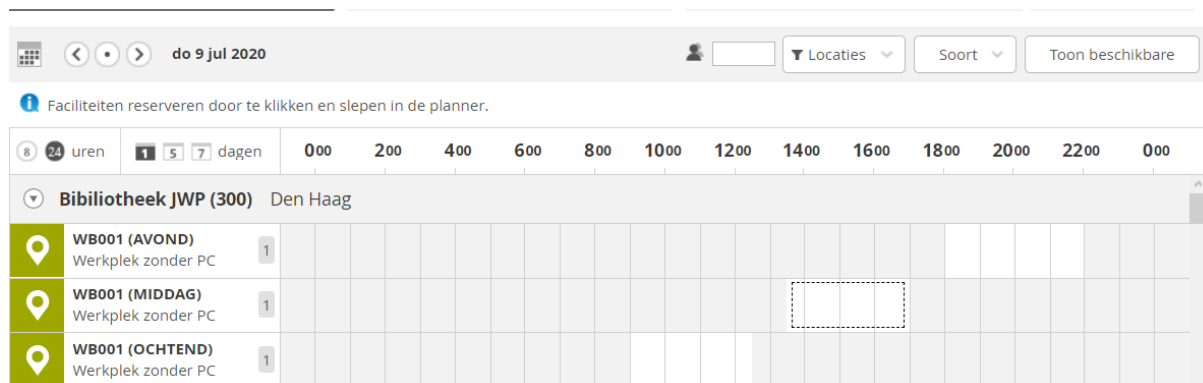 do 9 jul 2020 Locaties Soort Toon beschikbare
Faciliteiten reserveren door te klikken en slepen in de planner.
8 24 uren 1 5 7 dagen 000 200 400 600 800 1000 1200 1400 1600 1800 2000 2200 000
Bibiliotheek JWP (300) Den Haag
WB001 (AVOND)
Werkplek zonder PC
1
WB001 (MIDDAG)
Werkplek zonder PC
1
WB001 (OCHTEND)
Werkplek zonder PC
1